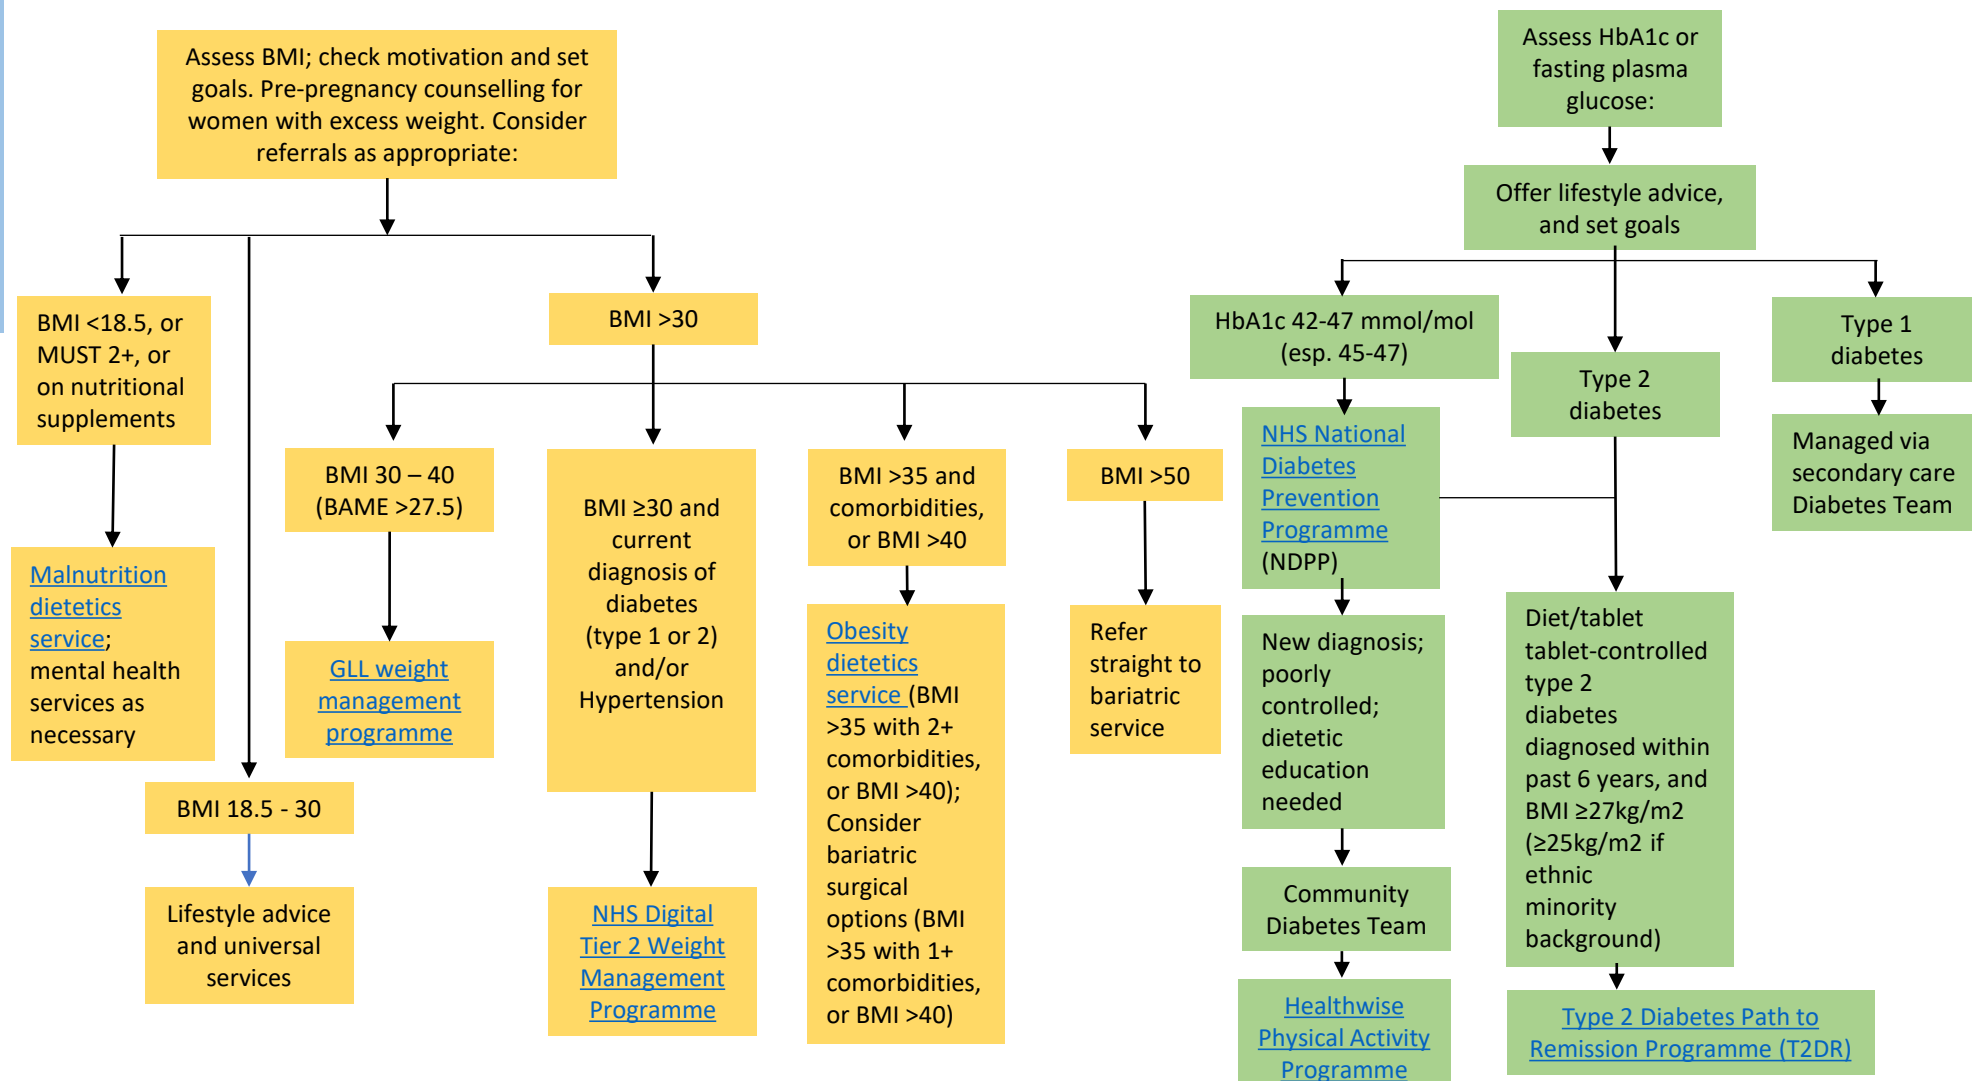 Assess BMI; check motivation and set
goals. Pre-pregnancy counselling for
women with excess weight. Consider
referrals as appropriate:
BMI <18.5, or
MUST 2+, or
on nutritional
supplements
Malnutrition
dietetics
service;
mental health
services as
necessary
BMI 18.5 - 30
Lifestyle advice
and universal
services
BMI >30
BMI 30 – 40
(BAME >27.5)
GLL weight
management
programme
BMI ≥30 and
current
diagnosis of
diabetes
(type 1 or 2)
and/or
Hypertension
NHS Digital
Tier 2 Weight
Management
Programme
BMI >35 and
comorbidities,
or BMI >40
Obesity
dietetics
service (BMI
>35 with 2+
comorbidities,
or BMI >40);
Consider
bariatric
surgical
options (BMI
>35 with 1+
comorbidities,
or BMI >40)
BMI >50
Refer
straight to
bariatric
service
Assess HbA1c or
fasting plasma
glucose:
Offer lifestyle advice,
and set goals
HbA1c 42-47 mmol/mol
(esp. 45-47)
NHS National
Diabetes
Prevention
Programme
(NDPP)
New diagnosis;
poorly
controlled;
dietetic
education
needed
Community
Diabetes Team
Healthwise
Physical Activity
Programme
Type 2
diabetes
Diet/tablet
tablet-controlled
type 2
diabetes
diagnosed within
past 6 years, and
BMI ≥27kg/m2
(≥25kg/m2 if
ethnic
minority
background)
Type 2 Diabetes Path to
Remission Programme (T2DR)
Type 1
diabetes
Managed via
secondary care
Diabetes Team